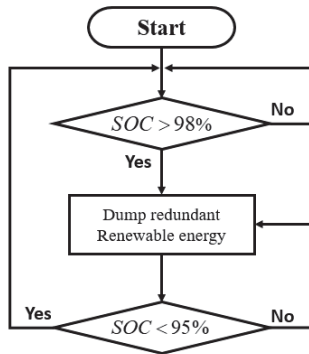 Start
SOC > 98%
No
Yes
Dump redundant
Renewable energy
Yes
SOC < 95%
No